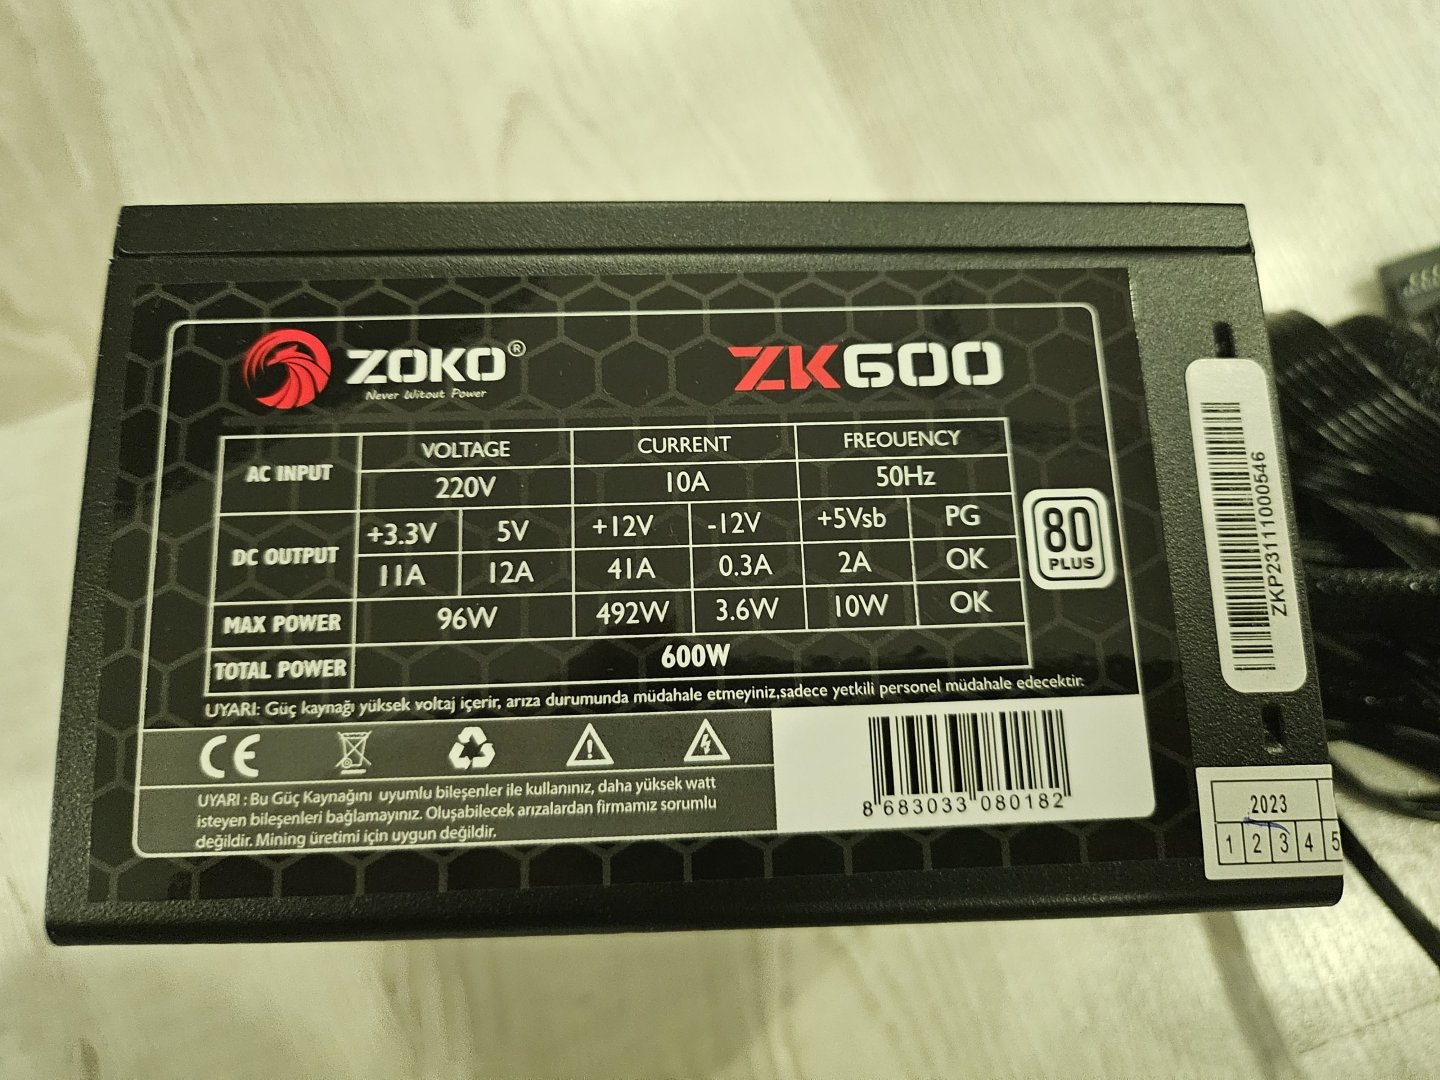 ZOKO®
Never Witout Power
ZK600
AC INPUT VOLTAGE CURRENT FREOUENCY
220V 10A 50Hz
DC OUTPUT +3.3V 5V +12V -12V +5Vsb PG
11A 12A 41A 0.3A 2A OK
MAX POWER 96W 492W 3.6W 10W OK
TOTAL POWER 600W
80
PLUS
UYARI: Güç kaynağı yüksek voltaj içerir, arıza durumunda müdahale etmeyiniz,sadece yetkili personel müdahale edecektir.
CE
UYARI : Bu Güç Kaynağını uyumlu bileşenler ile kullanınız, daha yüksek watt
isteyen bileşenleri bağlamayınız. Oluşabilecek arızalardan firmamız sorumlu
değildir. Mining üretimi için uygun değildir.
8 683033 080182
ZKP23111000546
2023
1 2 3 4 5